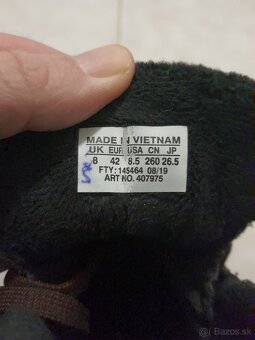 MADE IN VIETNAM
UK EUR USA CN JP
8 42 8.5 260 26.5
FTY: 145464 08/19
ART NO. 407975
Bazos.sk